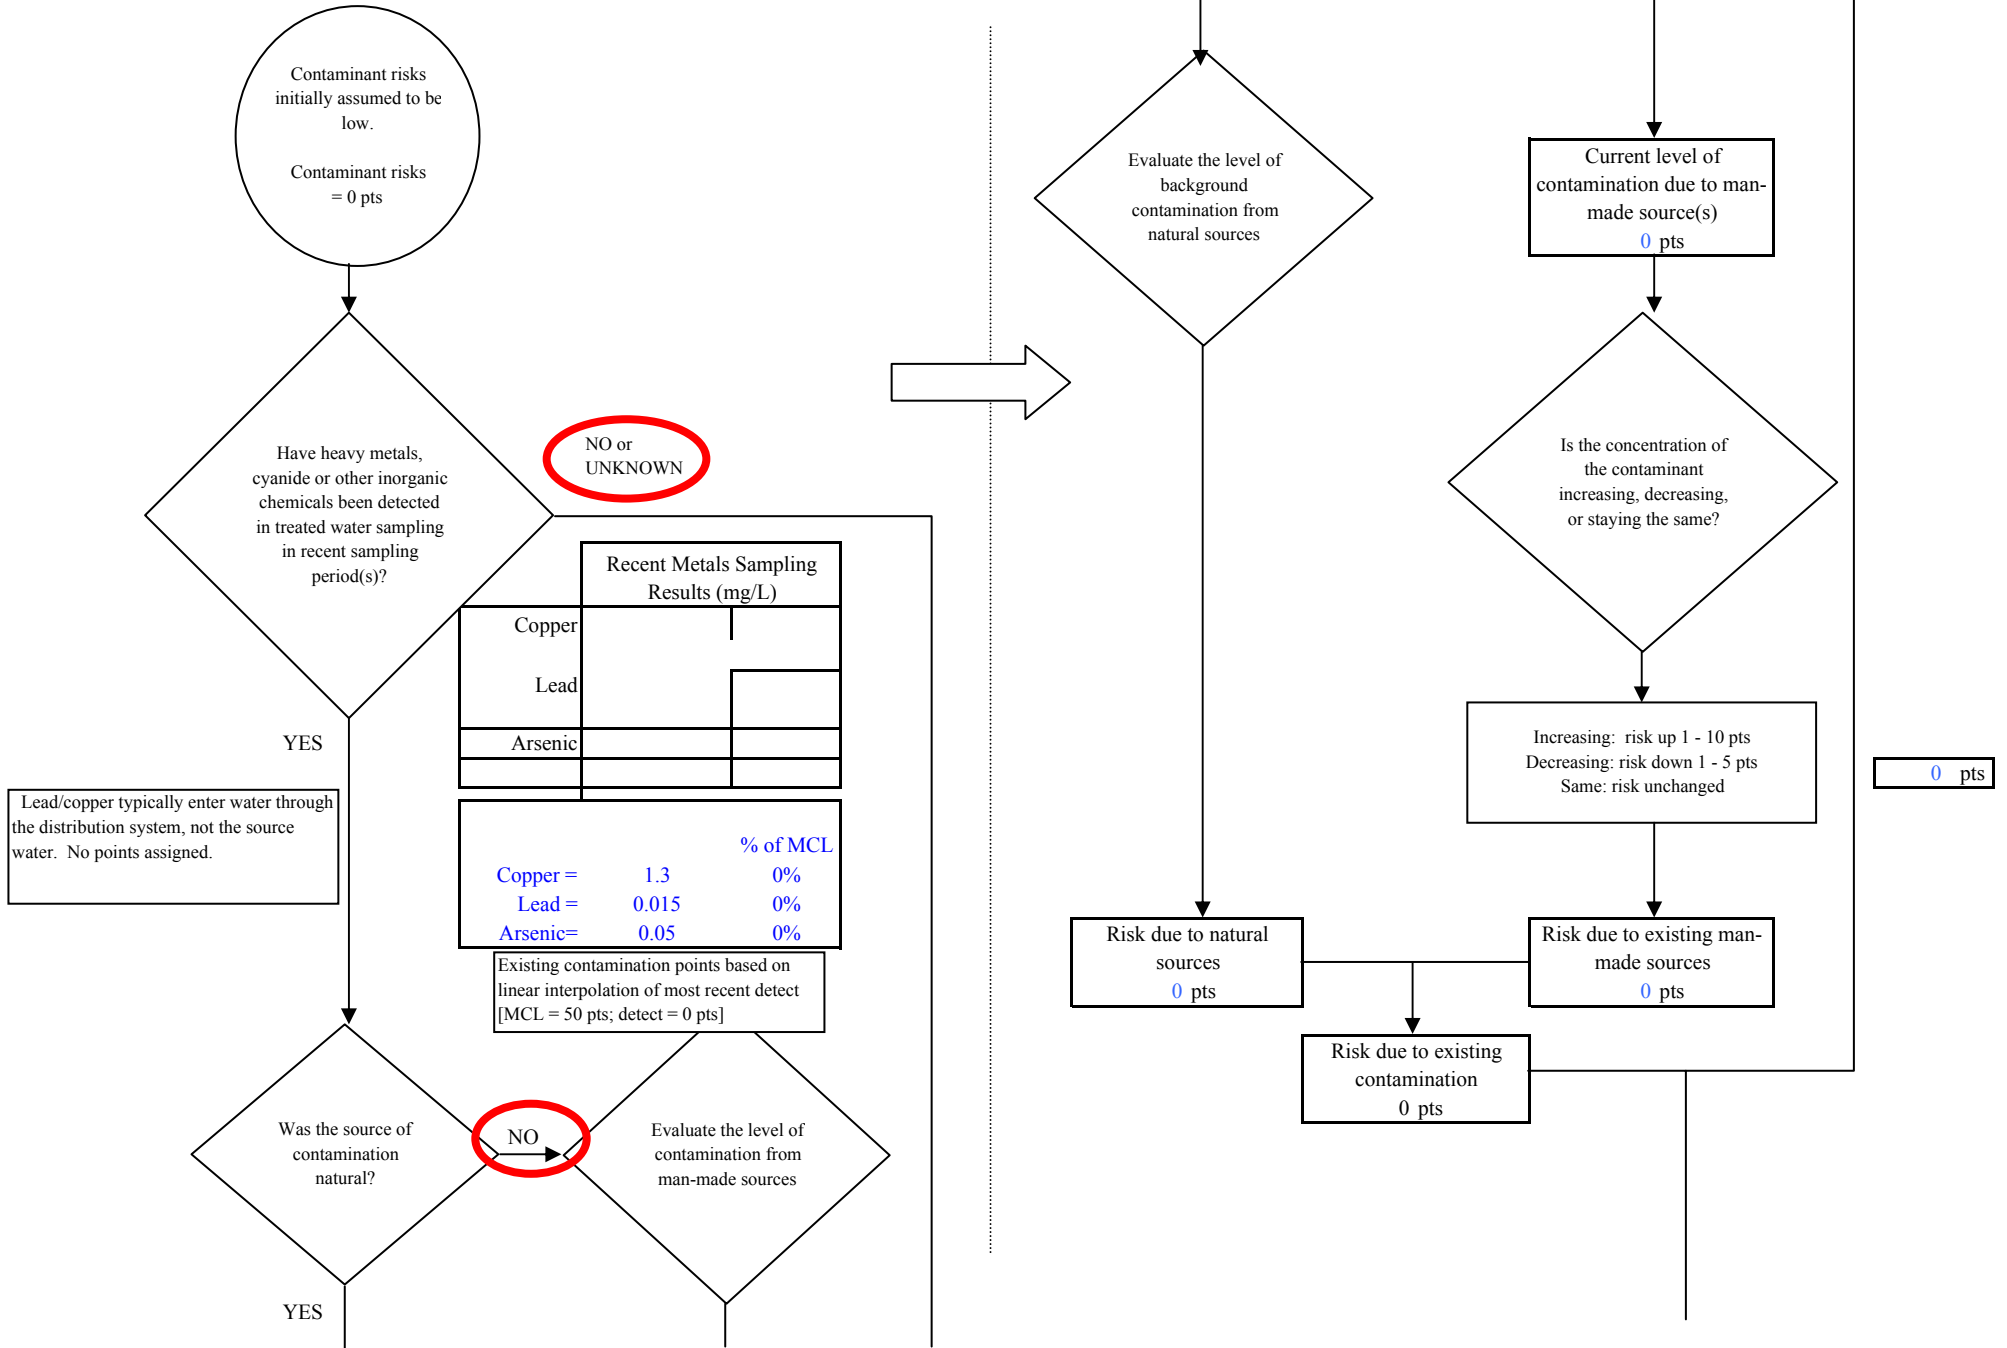 Contaminant risks
initially assumed to be
low.
Contaminant risks
= 0 pts
Have heavy metals,
cyanide or other inorganic
chemicals been detected
in treated water sampling
in recent sampling
period(s)?
NO or
UNKNOWN
Recent Metals Sampling
Results (mg/L)
Copper
Lead
Arsenic
YES
Lead/copper typically enter water through
the distribution system, not the source
water. No points assigned.
% of MCL
Copper = 1.3 0%
Lead = 0.015 0%
Arsenic= 0.05 0%
Existing contamination points based on
linear interpolation of most recent detect
[MCL = 50 pts; detect = 0 pts]
Was the source of
contamination
natural?
NO
Evaluate the level of
contamination from
man-made sources
YES
Evaluate the level of
background
contamination from
natural sources
Current level of
contamination due to man-
made source(s)
0 pts
Is the concentration of
the contaminant
increasing, decreasing,
or staying the same?
Increasing: risk up 1 - 10 pts
Decreasing: risk down 1 - 5 pts
Same: risk unchanged
0 pts
Risk due to natural
sources
0 pts
Risk due to existing man-
made sources
0 pts
Risk due to existing
contamination
0 pts